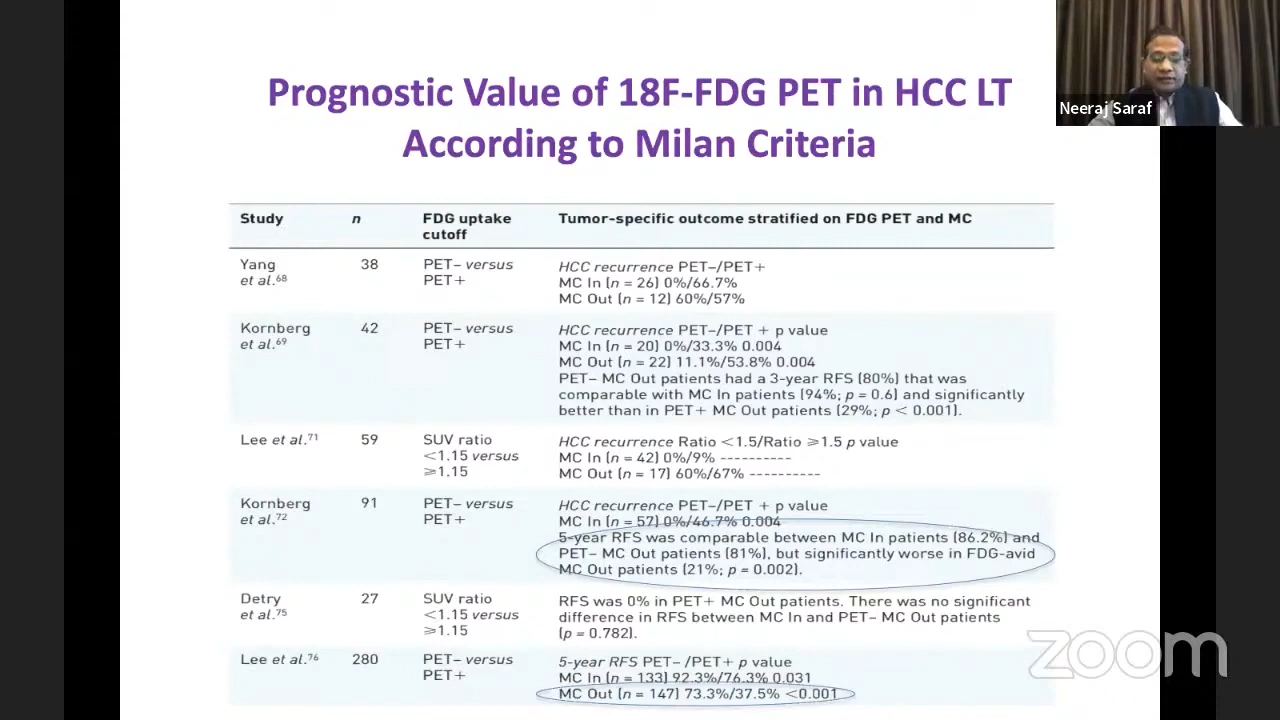 Prognostic Value of 18F-FDG PET in HCC LT
According to Milan Criteria
Neeraj Saraf
Study n FDG uptake cutoff Tumor-specific outcome stratified on FDG PET and MC
Yang et al.68 38 PET– versus PET+
HCC recurrence PET–/PET+
MC In (n = 26) 0%/66.7%
MC Out (n = 12) 60%/57%
Kornberg et al.69 42 PET– versus PET+
HCC recurrence PET–/PET + p value
MC In (n = 20) 0%/33.3% 0.004
MC Out (n = 22) 11.1%/53.8% 0.004
PET– MC Out patients had a 3-year RFS (80%) that was
comparable with MC In patients (94%; p = 0.6) and significantly
better than in PET+ MC Out patients (29%; p < 0.001).
Lee et al.71 59 SUV ratio <1.15 versus ⩾1.15
HCC recurrence Ratio <1.5/Ratio ⩾1.5 p value
MC In (n = 42) 0%/9% ----------
MC Out (n = 17) 60%/67% ----------
Kornberg et al.72 91 PET– versus PET+
HCC recurrence PET–/PET + p value
MC In (n = 57) 0%/46.7% 0.004
5-year RFS was comparable between MC In patients (86.2%) and
PET– MC Out patients (81%), but significantly worse in FDG-avid
MC Out patients (21%; p = 0.002).
Detry et al.75 27 SUV ratio <1.15 versus ⩾1.15
RFS was 0% in PET+ MC Out patients. There was no significant
difference in RFS between MC In and PET– MC Out patients
(p = 0.782).
Lee et al.76 280 PET– versus PET+
5-year RFS PET– /PET+ p value
MC In (n = 133) 92.3%/76.3% 0.031
MC Out (n = 147) 73.3%/37.5% <0.001
zoom